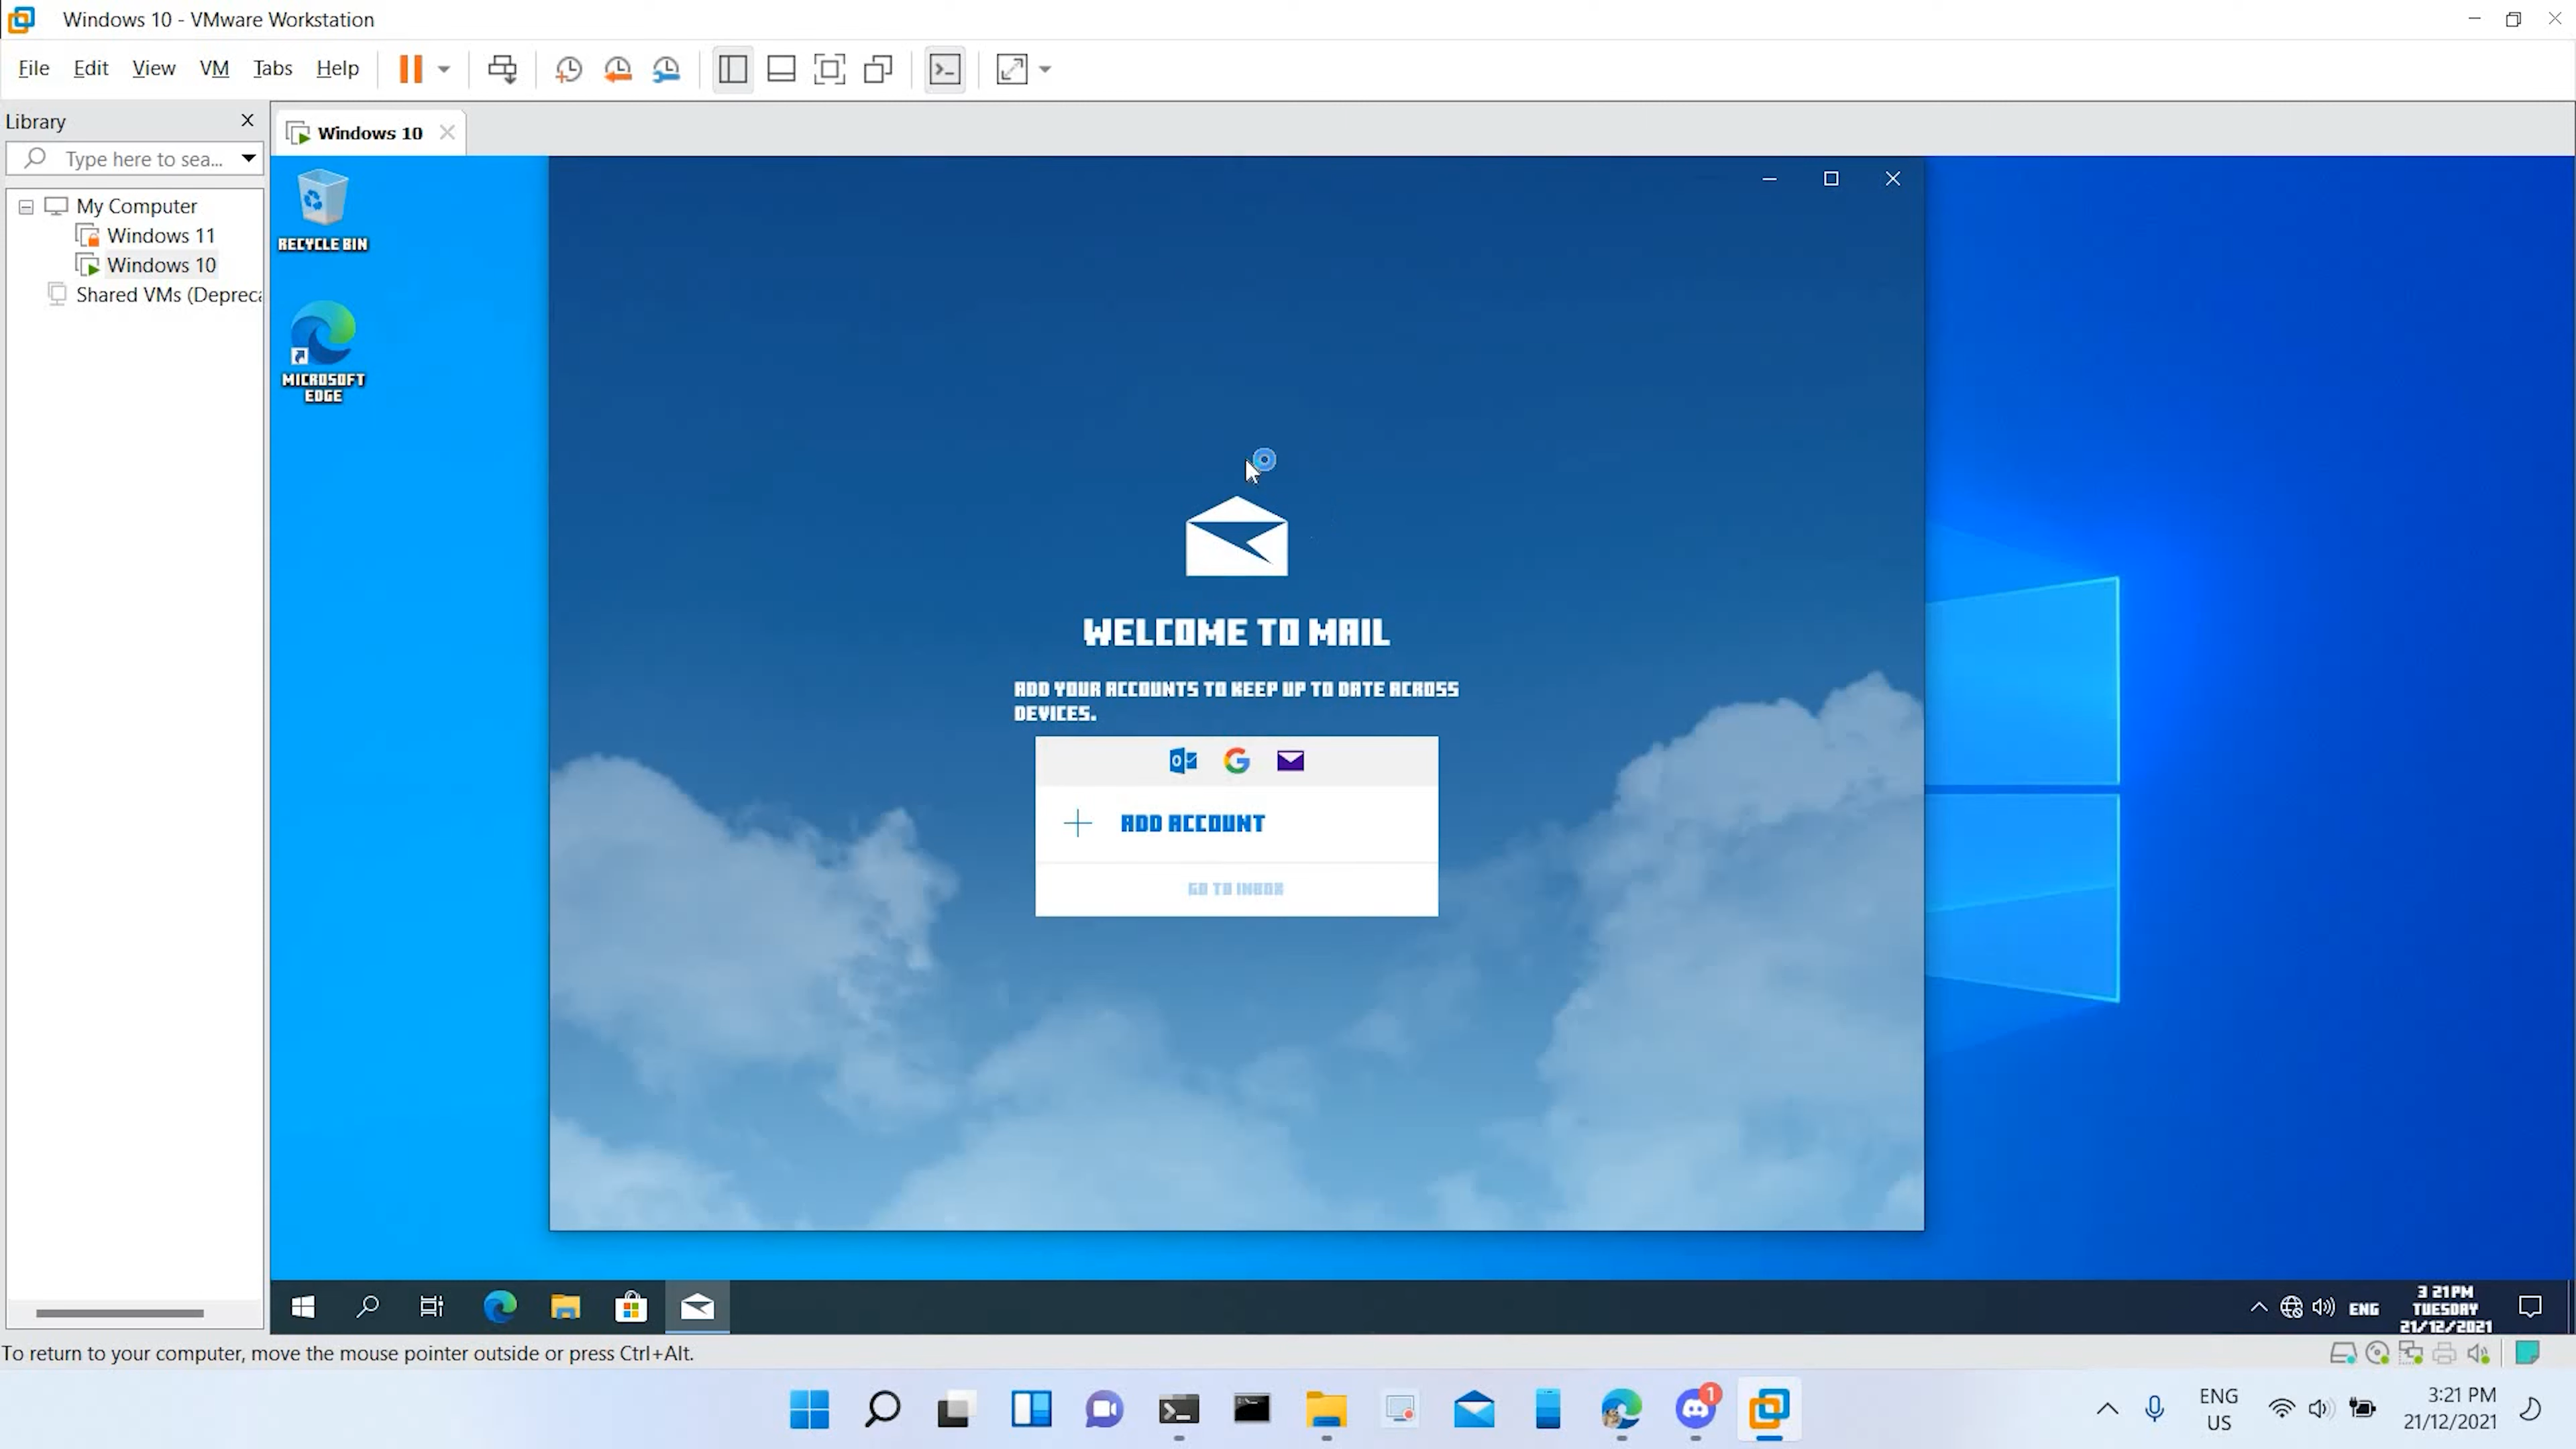 Windows 10 - VMware Workstation
File Edit View VM Tabs Help
Library
Type here to sea...
My Computer
Windows 11
Windows 10
Shared VMs (Depreca
Windows 10
RECYCLE BIN
MICROSOFT
EDGE
WELCOME TO MAIL
ADD YOUR ACCOUNTS TO KEEP UP TO DATE ACROSS
DEVICES.
ADD ACCOUNT
GO TO INBOX
ENG
3 21PM
TUESDAY
21/12/2021
To return to your computer, move the mouse pointer outside or press Ctrl+Alt.
1
ENG
US
3:21 PM
21/12/2021